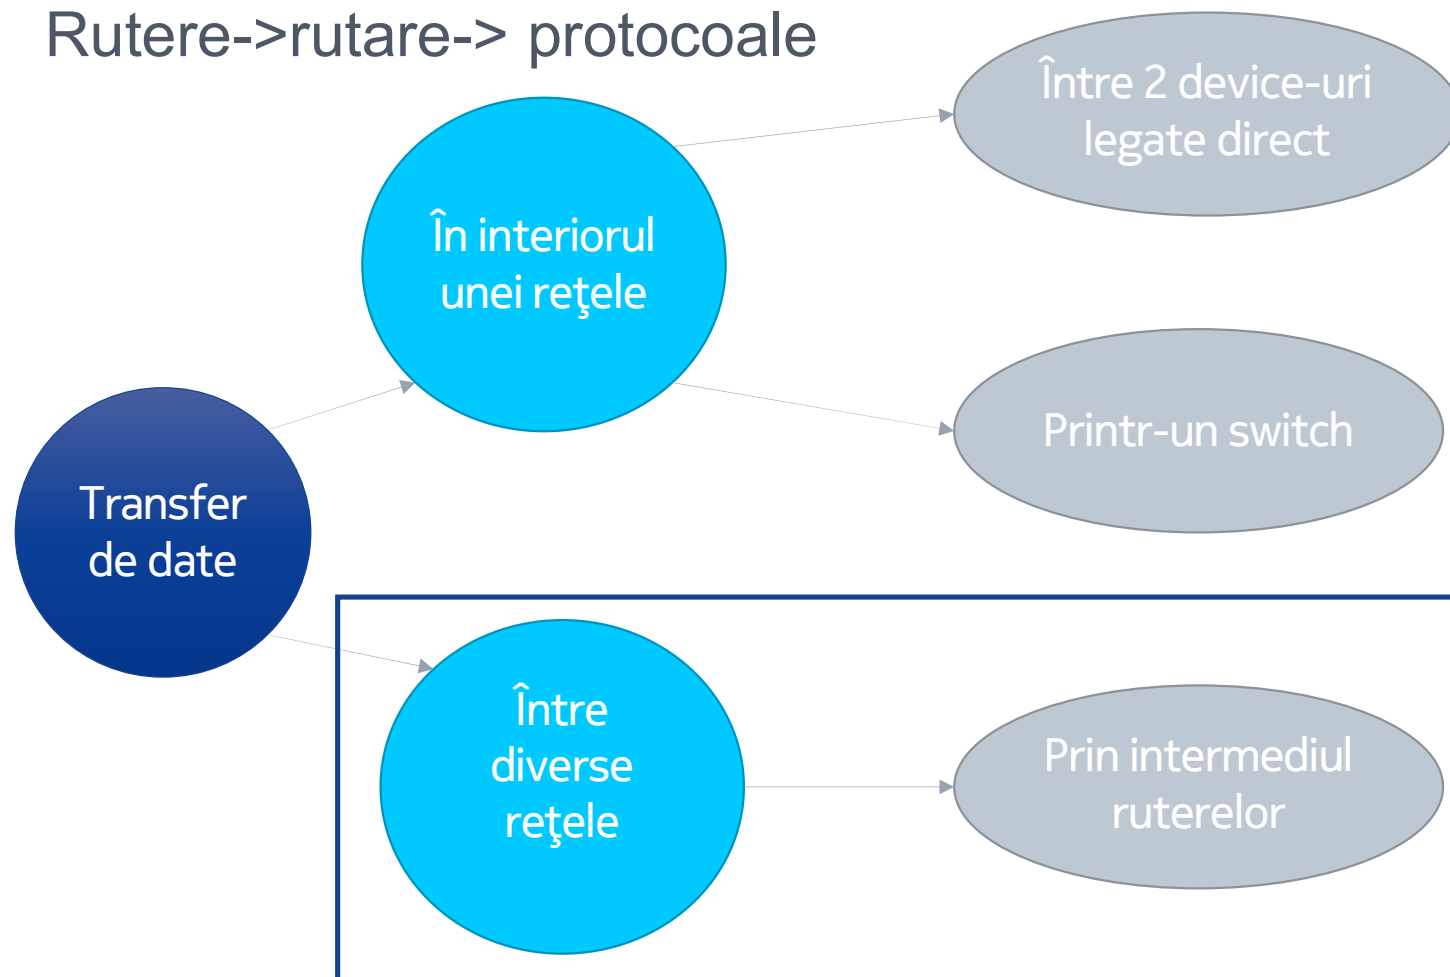 Rutere->rutare-> protocoale
Între 2 device-uri
legate direct
În interiorul
unei reţele
Printr-un switch
Transfer
de date
Între
diverse
reţele
Prin intermediul
ruterelor